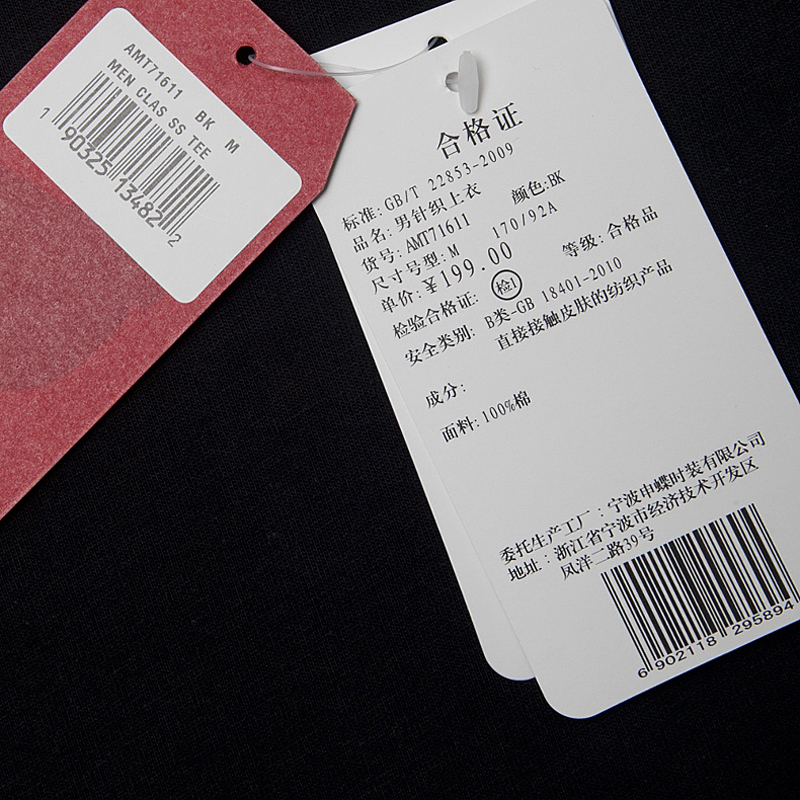 AMT71611 BK M
MEN CLAS SS TEE
1 90325 13482 2
合格证
标准: GB/T 22853-2009
品名: 男针织上衣
货号: AMT71611 颜色:BK
尺寸号型: M 170/92A
单价: ¥199.00 等级: 合格品
检验合格证: 检1
安全类别: B类-GB 18401-2010
直接接触皮肤的纺织产品
成分:
面料: 100%棉
委托生产工厂: 宁波申蝶时装有限公司
地址: 浙江省宁波市经济技术开发区
凤洋二路39号
6 902118 295894